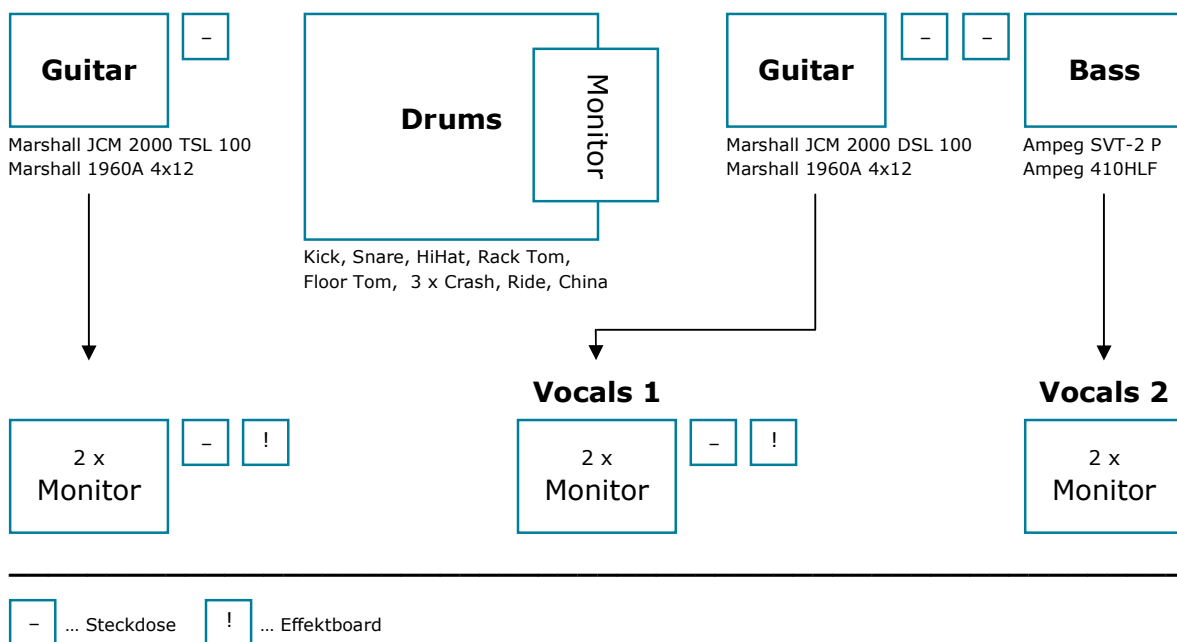 Guitar
–
Marshall JCM 2000 TSL 100
Marshall 1960A 4x12
Drums
Monitor
Kick, Snare, HiHat, Rack Tom,
Floor Tom,  3 x Crash, Ride, China
Guitar
–
–
Marshall JCM 2000 DSL 100
Marshall 1960A 4x12
Bass
Ampeg SVT-2 P
Ampeg 410HLF
Vocals 1
Vocals 2
2 x
Monitor
–
!
2 x
Monitor
–
!
2 x
Monitor
– ... Steckdose
! ... Effektboard